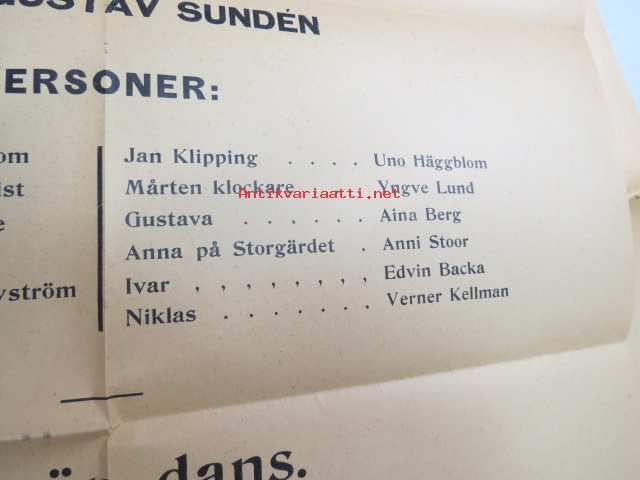 GUSTAV SUNDÉN
ERSONER:
om
ist
e
yström
Jan Klipping . . . . Uno Häggblom
Mårten klockare Yngve Lund
Antikvariaatti.net
Gustava . . . . . . Aina Berg
Anna på Storgärdet . Anni Stoor
Ivar , , , , , , , , Edvin Backa
Niklas . . . . . . . Verner Kellman
dans.